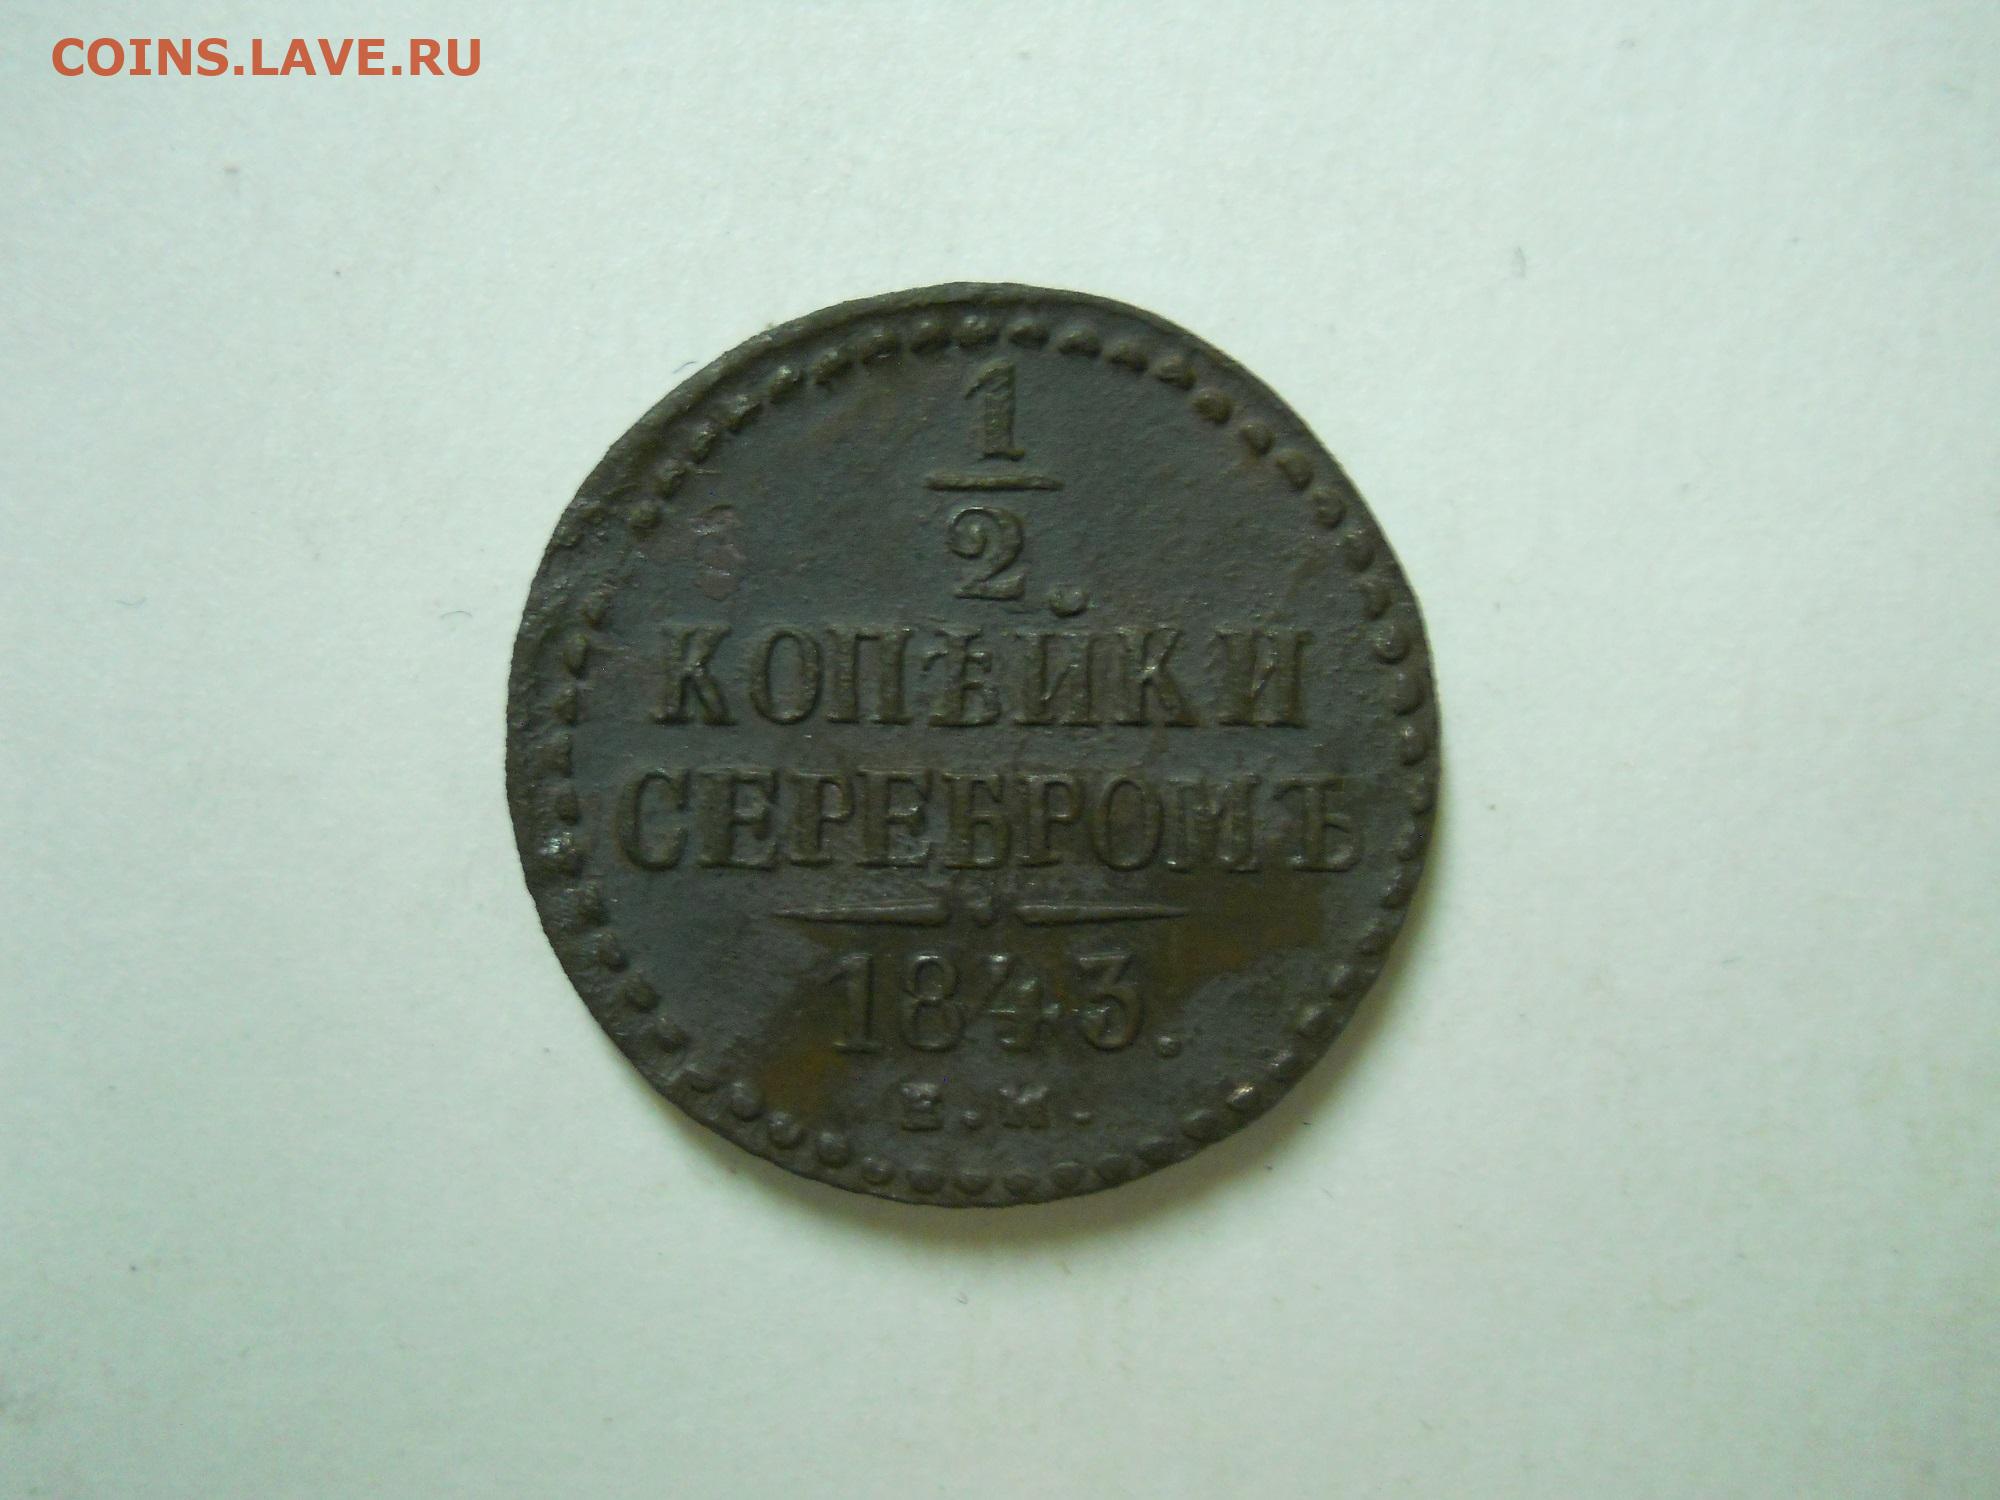 COINS.LAVE.RU
1
2.
КОПѢЙКИ
СЕРЕБРОМЪ
1843.
Е.М.